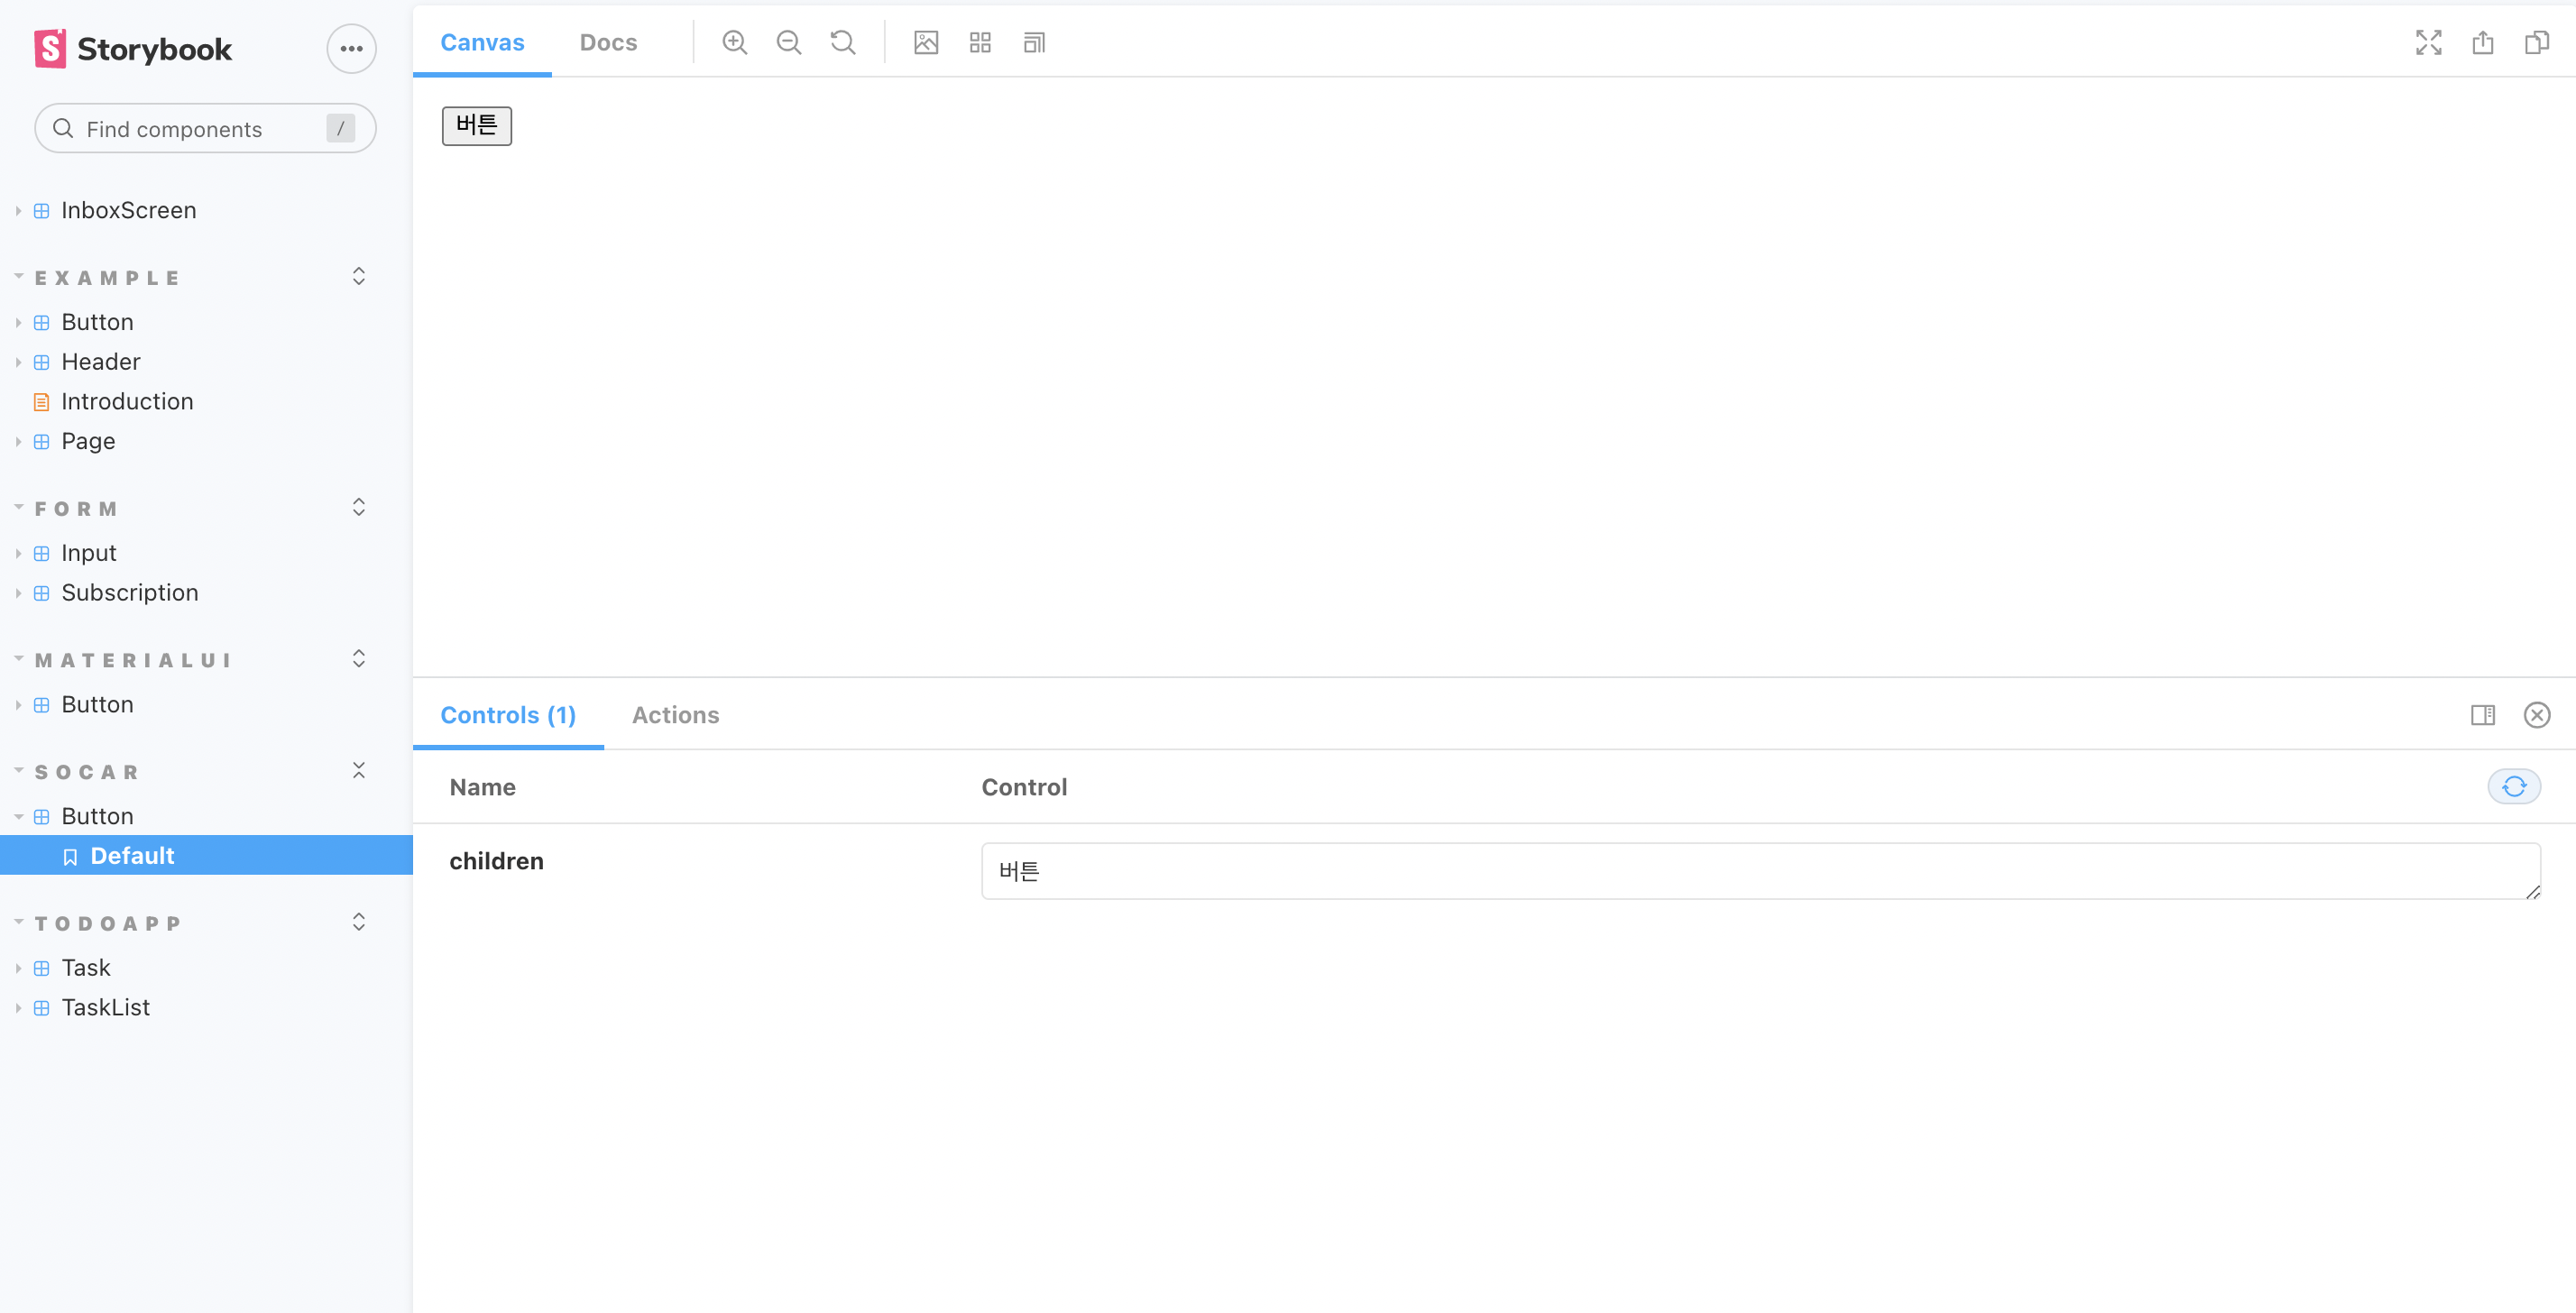 Storybook
Find components /
InboxScreen
EXAMPLE
Button
Header
Introduction
Page
FORM
Input
Subscription
MATERIALUI
Button
SOCAR
Button
Default
TODOAPP
Task
TaskList
Canvas Docs
버튼
Controls (1) Actions
Name Control
children 버튼